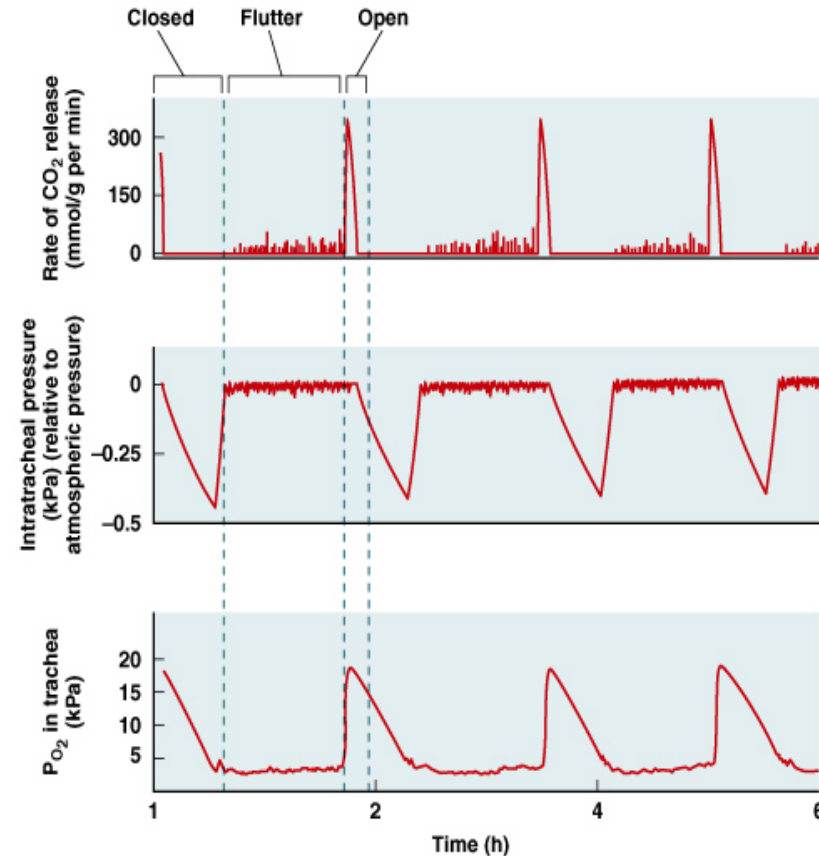 Closed Flutter Open
Rate of CO₂ release
(mmol/g per min)
300
150
0
Intratracheal pressure
(kPa) (relative to
atmospheric pressure)
0
–0.25
–0.5
P_O₂ in trachea
(kPa)
20
15
10
5
1 2 4 6
Time (h)